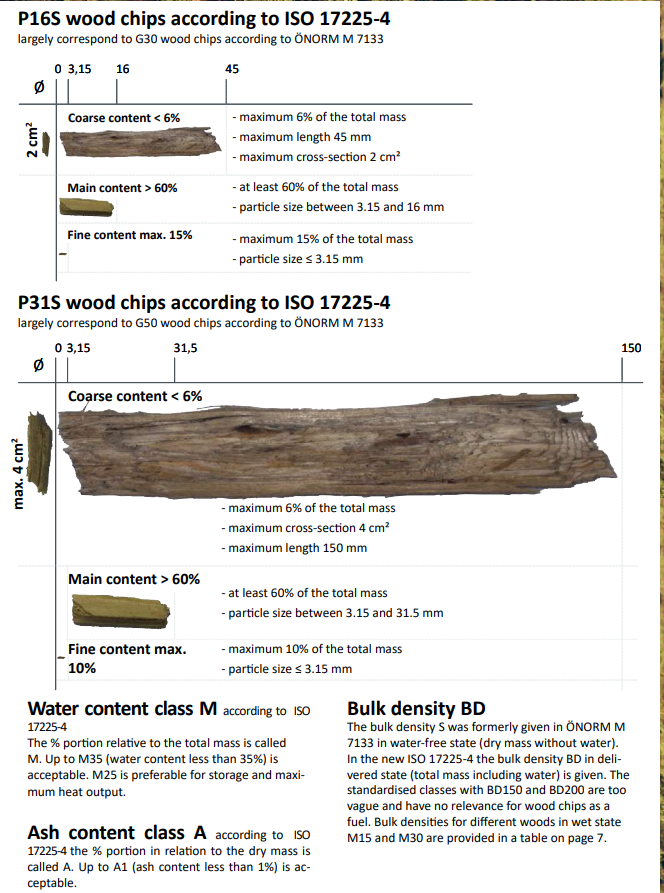 P16S wood chips according to ISO 17225-4
largely correspond to G30 wood chips according to ÖNORM M 7133
0 3,15 16 45
Ø
Coarse content < 6%
2 cm²
- maximum 6% of the total mass
- maximum length 45 mm
- maximum cross-section 2 cm²
Main content > 60%
- at least 60% of the total mass
- particle size between 3.15 and 16 mm
Fine content max. 15%
- maximum 15% of the total mass
- particle size ≤ 3.15 mm
P31S wood chips according to ISO 17225-4
largely correspond to G50 wood chips according to ÖNORM M 7133
0 3,15 31,5 150
Ø
Coarse content < 6%
max. 4 cm²
- maximum 6% of the total mass
- maximum cross-section 4 cm²
- maximum length 150 mm
Main content > 60%
- at least 60% of the total mass
- particle size between 3.15 and 31.5 mm
Fine content max.
10%
- maximum 10% of the total mass
- particle size ≤ 3.15 mm
Water content class M according to ISO
17225-4
The % portion relative to the total mass is called
M. Up to M35 (water content less than 35%) is
acceptable. M25 is preferable for storage and maxi-
mum heat output.
Ash content class A according to ISO
17225-4 the % portion in relation to the dry mass is
called A. Up to A1 (ash content less than 1%) is ac-
ceptable.
Bulk density BD
The bulk density S was formerly given in ÖNORM M
7133 in water-free state (dry mass without water).
In the new ISO 17225-4 the bulk density BD in deli-
vered state (total mass including water) is given. The
standardised classes with BD150 and BD200 are too
vague and have no relevance for wood chips as a
fuel. Bulk densities for different woods in wet state
M15 and M30 are provided in a table on page 7.